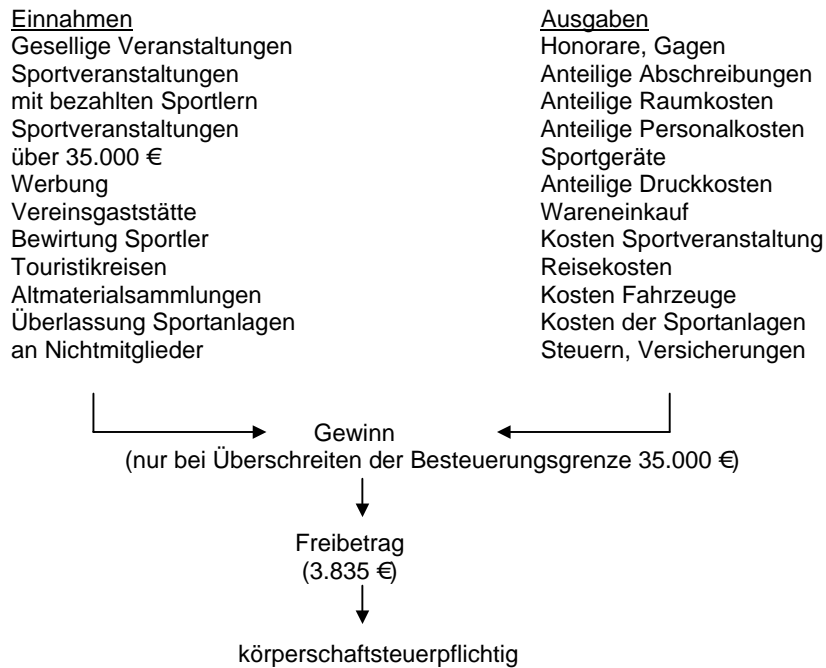 Einnahmen
Gesellige Veranstaltungen
Sportveranstaltungen
mit bezahlten Sportlern
Sportveranstaltungen
über 35.000 €
Werbung
Vereinsgaststätte
Bewirtung Sportler
Touristikreisen
Altmaterialsammlungen
Überlassung Sportanlagen
an Nichtmitglieder
Ausgaben
Honorare, Gagen
Anteilige Abschreibungen
Anteilige Raumkosten
Anteilige Personalkosten
Sportgeräte
Anteilige Druckkosten
Wareneinkauf
Kosten Sportveranstaltung
Reisekosten
Kosten Fahrzeuge
Kosten der Sportanlagen
Steuern, Versicherungen
Gewinn
(nur bei Überschreiten der Besteuerungsgrenze 35.000 €)
Freibetrag
(3.835 €)
körperschaftsteuerpflichtig